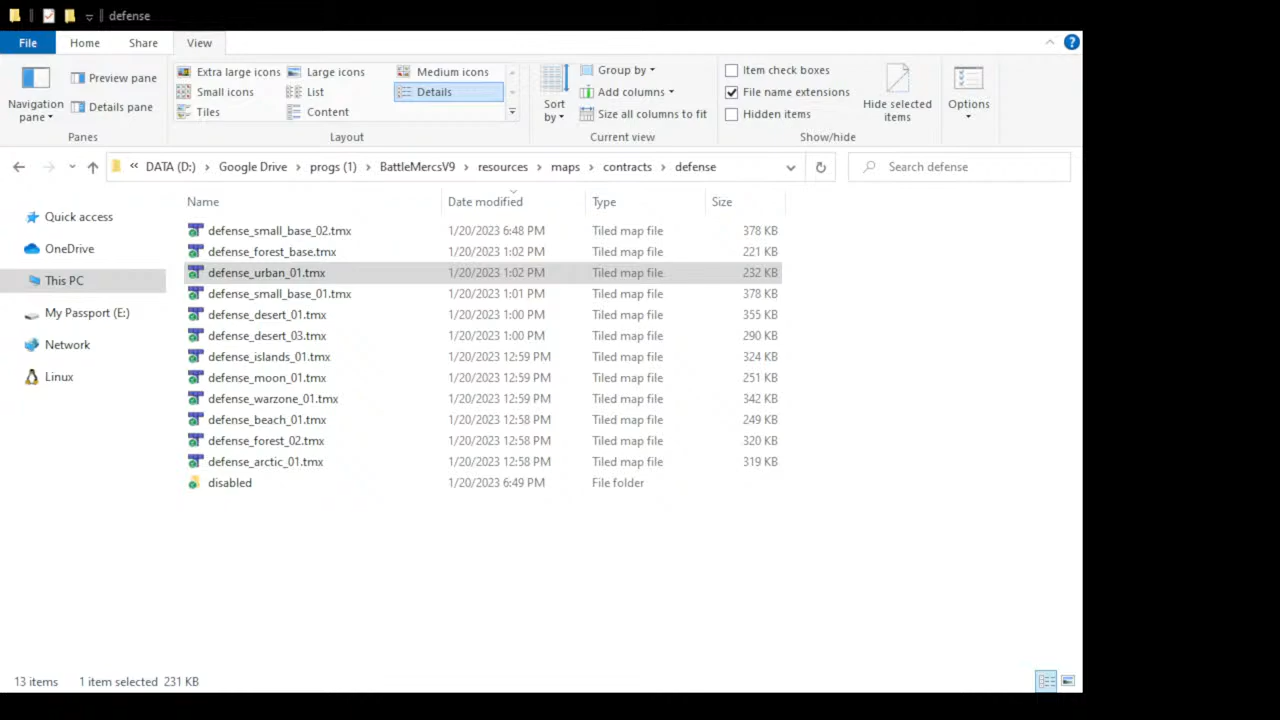 defense
File Home Share View
Navigation pane
Preview pane
Details pane
Panes
Extra large icons Large icons Medium icons
Small icons List Details
Tiles Content
Layout
Sort by
Group by
Add columns
Size all columns to fit
Current view
Item check boxes
File name extensions
Hidden items
Hide selected items
Show/hide
Options
« DATA (D:) › Google Drive › progs (1) › BattleMercsV9 › resources › maps › contracts › defense
Search defense
Quick access
OneDrive
This PC
My Passport (E:)
Network
Linux
Name Date modified Type Size
defense_small_base_02.tmx 1/20/2023 6:48 PM Tiled map file 378 KB
defense_forest_base.tmx 1/20/2023 1:02 PM Tiled map file 221 KB
defense_urban_01.tmx 1/20/2023 1:02 PM Tiled map file 232 KB
defense_small_base_01.tmx 1/20/2023 1:01 PM Tiled map file 378 KB
defense_desert_01.tmx 1/20/2023 1:00 PM Tiled map file 355 KB
defense_desert_03.tmx 1/20/2023 1:00 PM Tiled map file 290 KB
defense_islands_01.tmx 1/20/2023 12:59 PM Tiled map file 324 KB
defense_moon_01.tmx 1/20/2023 12:59 PM Tiled map file 251 KB
defense_warzone_01.tmx 1/20/2023 12:59 PM Tiled map file 342 KB
defense_beach_01.tmx 1/20/2023 12:58 PM Tiled map file 249 KB
defense_forest_02.tmx 1/20/2023 12:58 PM Tiled map file 320 KB
defense_arctic_01.tmx 1/20/2023 12:58 PM Tiled map file 319 KB
disabled 1/20/2023 6:49 PM File folder
13 items 1 item selected 231 KB